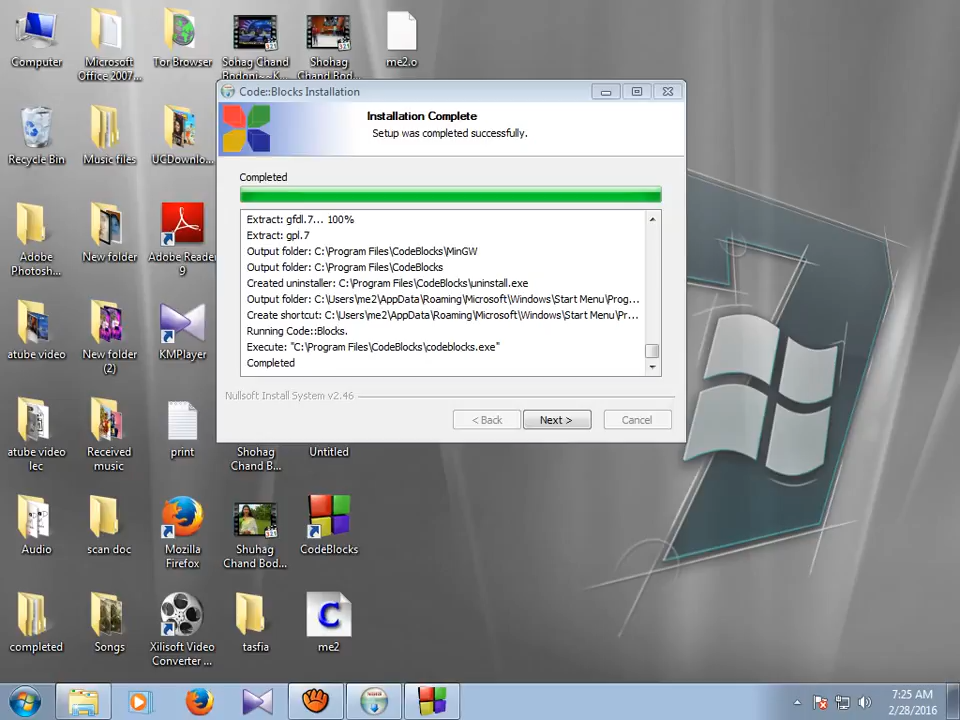 Computer
Microsoft
Office 2007...
Tor Browser
Sohag Chand
Bodoni~~K...
Shohag
Chand Bod...
me2.o
Code::Blocks Installation
Installation Complete
Setup was completed successfully.
Completed
Extract: gfdl.7... 100%
Extract: gpl.7
Output folder: C:\Program Files\CodeBlocks\MinGW
Output folder: C:\Program Files\CodeBlocks
Created uninstaller: C:\Program Files\CodeBlocks\uninstall.exe
Output folder: C:\Users\me2\AppData\Roaming\Microsoft\Windows\Start Menu\Prog...
Create shortcut: C:\Users\me2\AppData\Roaming\Microsoft\Windows\Start Menu\Pr...
Running Code::Blocks.
Execute: "C:\Program Files\CodeBlocks\codeblocks.exe"
Completed
Nullsoft Install System v2.46
< Back
Next >
Cancel
Recycle Bin
Music files
UCDownlo...
Adobe
Photosh...
New folder
Adobe Reader
9
atube video
New folder
(2)
KMPlayer
atube video
lec
Received
music
print
Shohag
Chand B...
Untitled
Audio
scan doc
Mozilla
Firefox
Shuhag
Chand Bod...
CodeBlocks
completed
Songs
Xilisoft Video
Converter ...
tasfia
C
me2
7:25 AM
2/28/2016